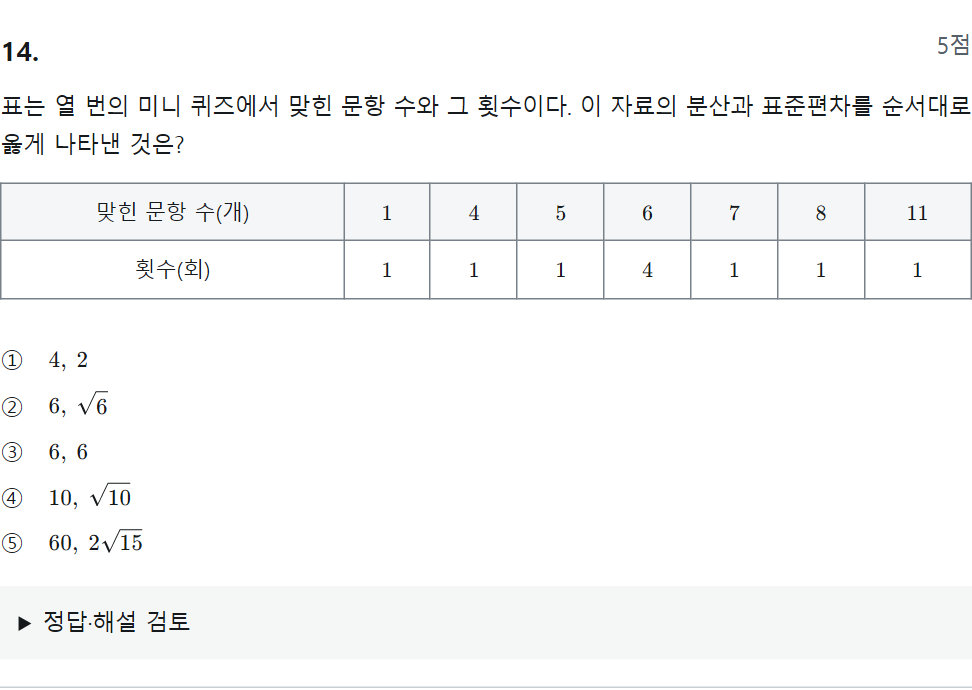 14.
5점
표는 열 번의 미니 퀴즈에서 맞힌 문항 수와 그 횟수이다. 이 자료의 분산과 표준편차를 순서대로
옳게 나타낸 것은?
맞힌 문항 수(개) 1 4 5 6 7 8 11
횟수(회) 1 1 1 4 1 1 1
① 4, 2
② 6, √6
③ 6, 6
④ 10, √10
⑤ 60, 2√15
▶ 정답·해설 검토